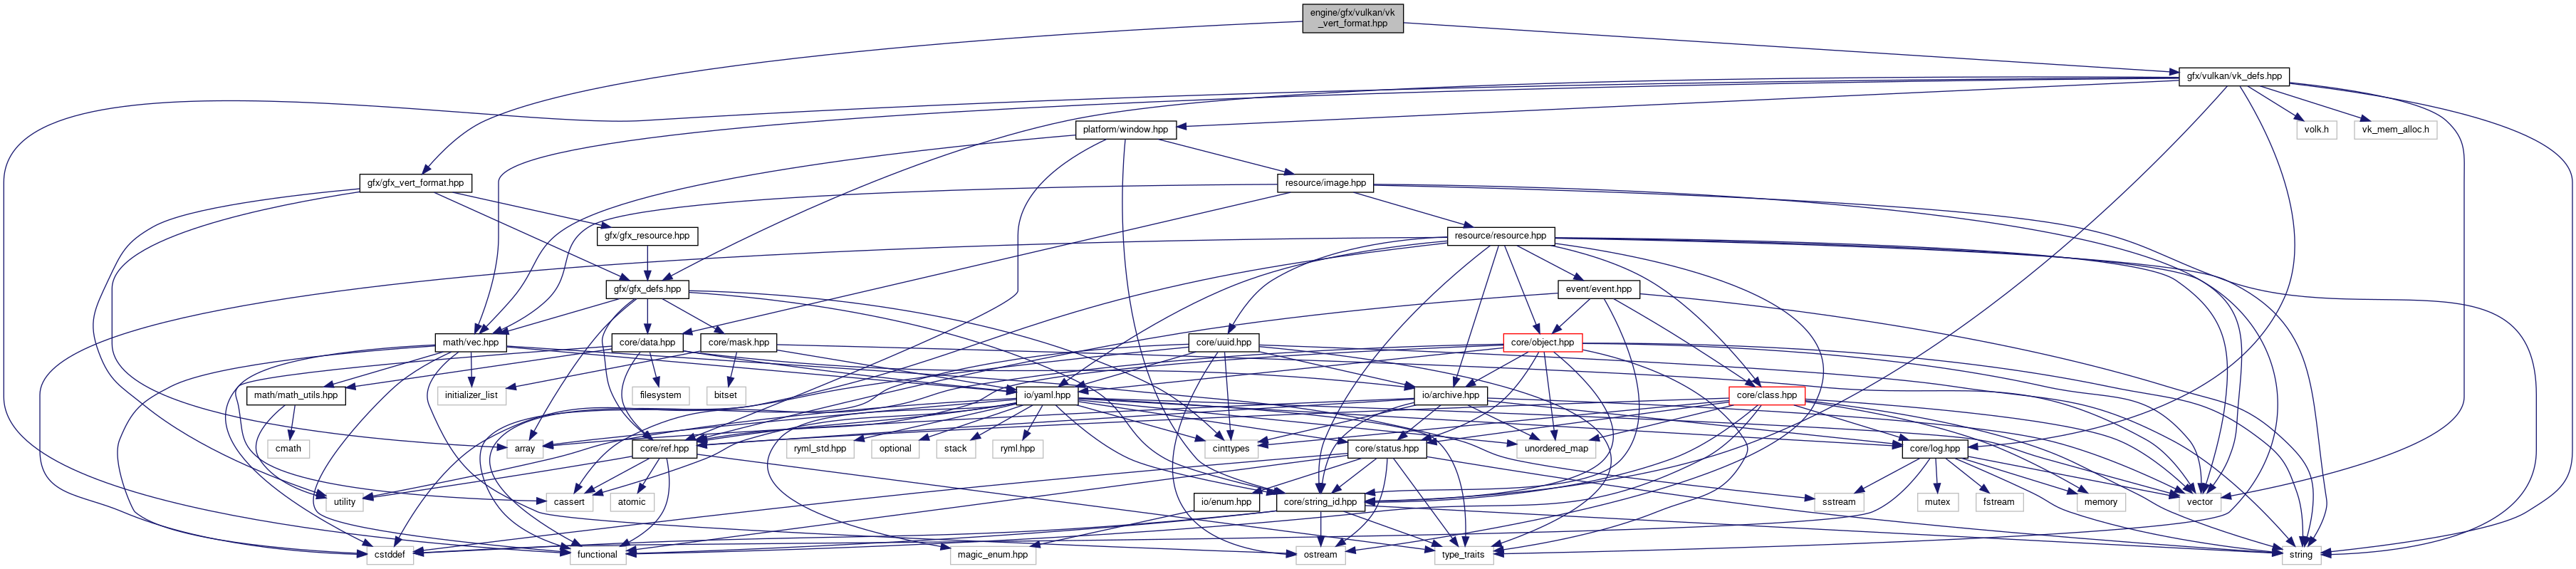 engine/gfx/vulkan/vk
_vert_format.hpp
gfx/vulkan/vk_defs.hpp
platform/window.hpp
volk.h
vk_mem_alloc.h
gfx/gfx_vert_format.hpp
resource/image.hpp
gfx/gfx_resource.hpp
resource/resource.hpp
gfx/gfx_defs.hpp
event/event.hpp
math/vec.hpp
core/data.hpp
core/mask.hpp
core/uuid.hpp
core/object.hpp
math/math_utils.hpp
initializer_list
filesystem
bitset
io/yaml.hpp
io/archive.hpp
core/class.hpp
cmath
array
core/ref.hpp
ryml_std.hpp
optional
stack
ryml.hpp
cinttypes
core/status.hpp
unordered_map
core/log.hpp
utility
cassert
atomic
io/enum.hpp
core/string_id.hpp
sstream
mutex
fstream
memory
vector
cstddef
functional
magic_enum.hpp
ostream
type_traits
string